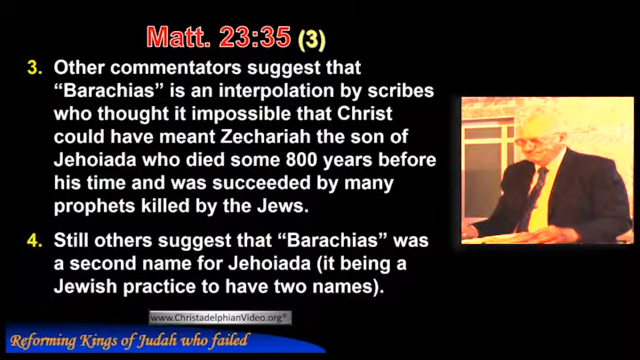 Matt. 23:35 (3)
3. Other commentators suggest that
“Barachias” is an interpolation by scribes
who thought it impossible that Christ
could have meant Zechariah the son of
Jehoiada who died some 800 years before
his time and was succeeded by many
prophets killed by the Jews.
4. Still others suggest that “Barachias” was
a second name for Jehoiada (it being a
Jewish practice to have two names).
www.ChristadelphianVideo.org®
Reforming Kings of Judah who failed